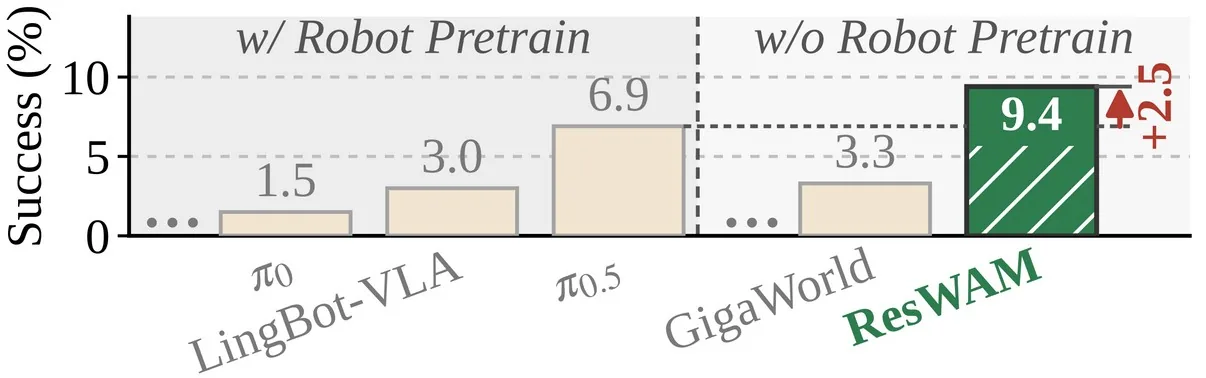 Success (%)
10
5
0
w/ Robot Pretrain
w/o Robot Pretrain
1.5
3.0
6.9
3.3
9.4
+2.5
π0
LingBot-VLA
π0.5
GigaWorld
ResWAM